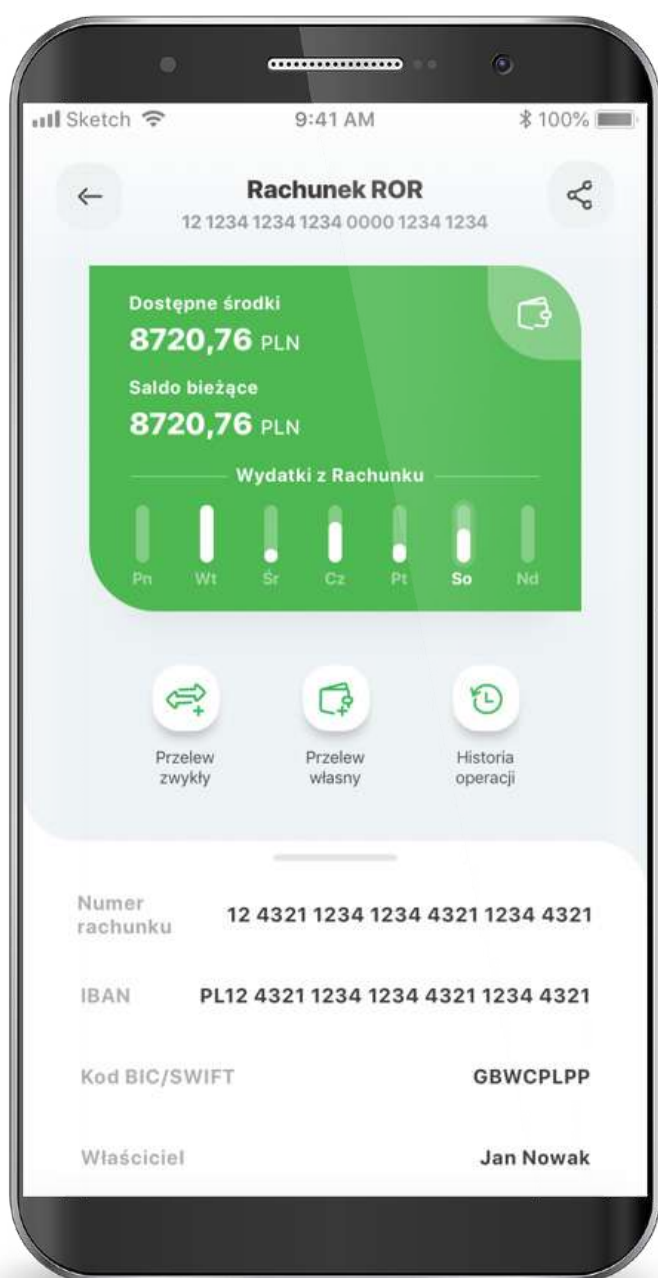 Sketch 9:41 AM 100%
Rachunek ROR
12 1234 1234 1234 0000 1234 1234
Dostępne środki
8720,76 PLN
Saldo bieżące
8720,76 PLN
Wydatki z Rachunku
Pn Wt Śr Cz Pt So Nd
Przelew
zwykły
Przelew
własny
Historia
operacji
Numer
rachunku
12 4321 1234 1234 4321 1234 4321
IBAN PL12 4321 1234 1234 4321 1234 4321
Kod BIC/SWIFT GBWCPLPP
Właściciel Jan Nowak